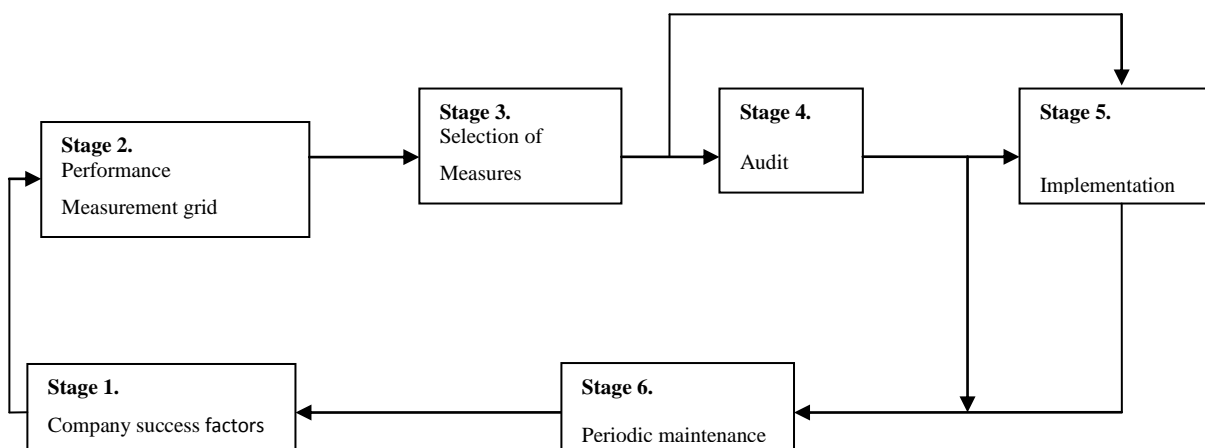 Stage 1.
Company success factors
Stage 2.
Performance
Measurement grid
Stage 3.
Selection of
Measures
Stage 4.
Audit
Stage 5.
Implementation
Stage 6.
Periodic maintenance